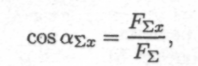 cos α_Σx = F_Σx / F_Σ,